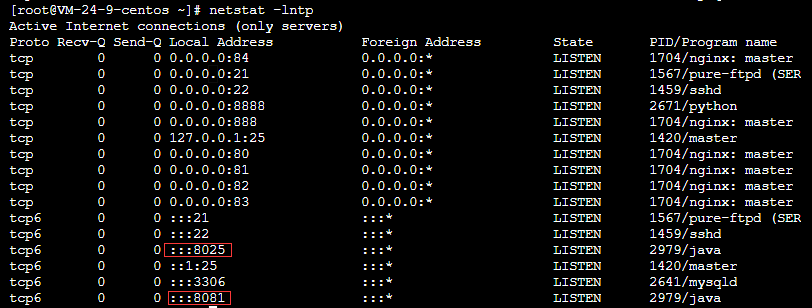 [root@VM-24-9-centos ~]# netstat -lntp
Active Internet connections (only servers)
Proto Recv-Q Send-Q Local Address           Foreign Address         State       PID/Program name
tcp        0      0 0.0.0.0:84              0.0.0.0:*               LISTEN      1704/nginx: master
tcp        0      0 0.0.0.0:21              0.0.0.0:*               LISTEN      1567/pure-ftpd (SER
tcp        0      0 0.0.0.0:22              0.0.0.0:*               LISTEN      1459/sshd
tcp        0      0 0.0.0.0:8888            0.0.0.0:*               LISTEN      2671/python
tcp        0      0 0.0.0.0:888             0.0.0.0:*               LISTEN      1704/nginx: master
tcp        0      0 127.0.0.1:25            0.0.0.0:*               LISTEN      1420/master
tcp        0      0 0.0.0.0:80              0.0.0.0:*               LISTEN      1704/nginx: master
tcp        0      0 0.0.0.0:81              0.0.0.0:*               LISTEN      1704/nginx: master
tcp        0      0 0.0.0.0:82              0.0.0.0:*               LISTEN      1704/nginx: master
tcp        0      0 0.0.0.0:83              0.0.0.0:*               LISTEN      1704/nginx: master
tcp6       0      0 :::21                   :::*                    LISTEN      1567/pure-ftpd (SER
tcp6       0      0 :::22                   :::*                    LISTEN      1459/sshd
tcp6       0      0 :::8025                 :::*                    LISTEN      2979/java
tcp6       0      0 ::1:25                  :::*                    LISTEN      1420/master
tcp6       0      0 :::3306                 :::*                    LISTEN      2641/mysqld
tcp6       0      0 :::8081                 :::*                    LISTEN      2979/java